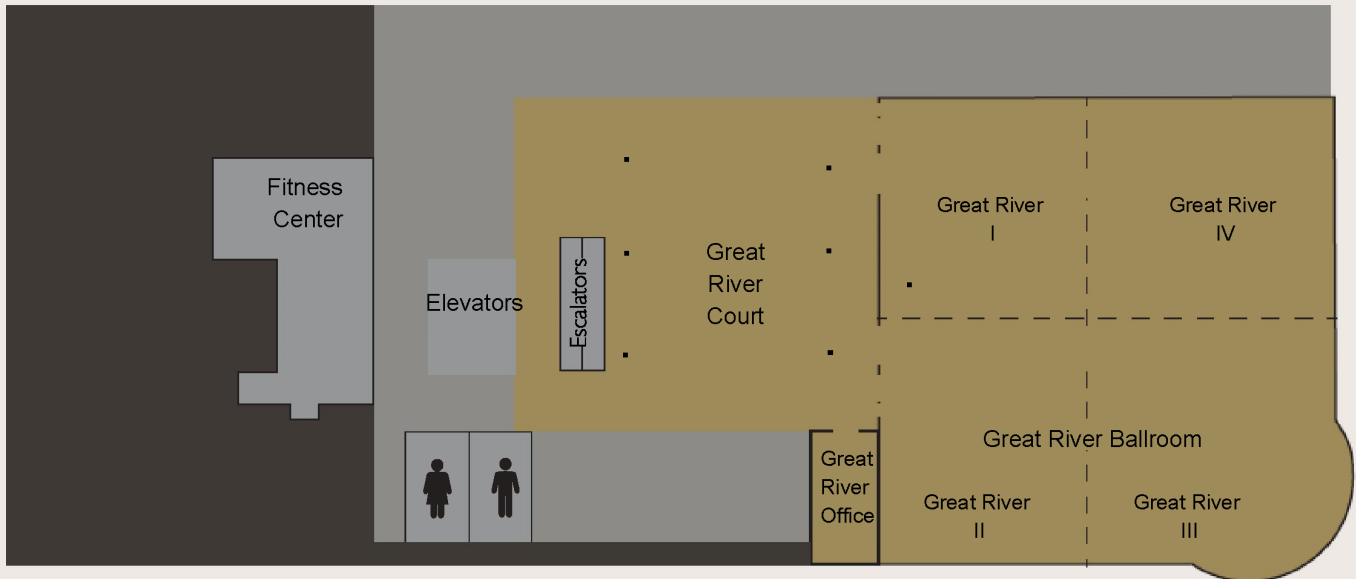 Fitness
Center
Elevators
Escalators
Great
River
Court
Great River
I
Great River
IV
Great River Ballroom
Great
River
Office
Great River
II
Great River
III